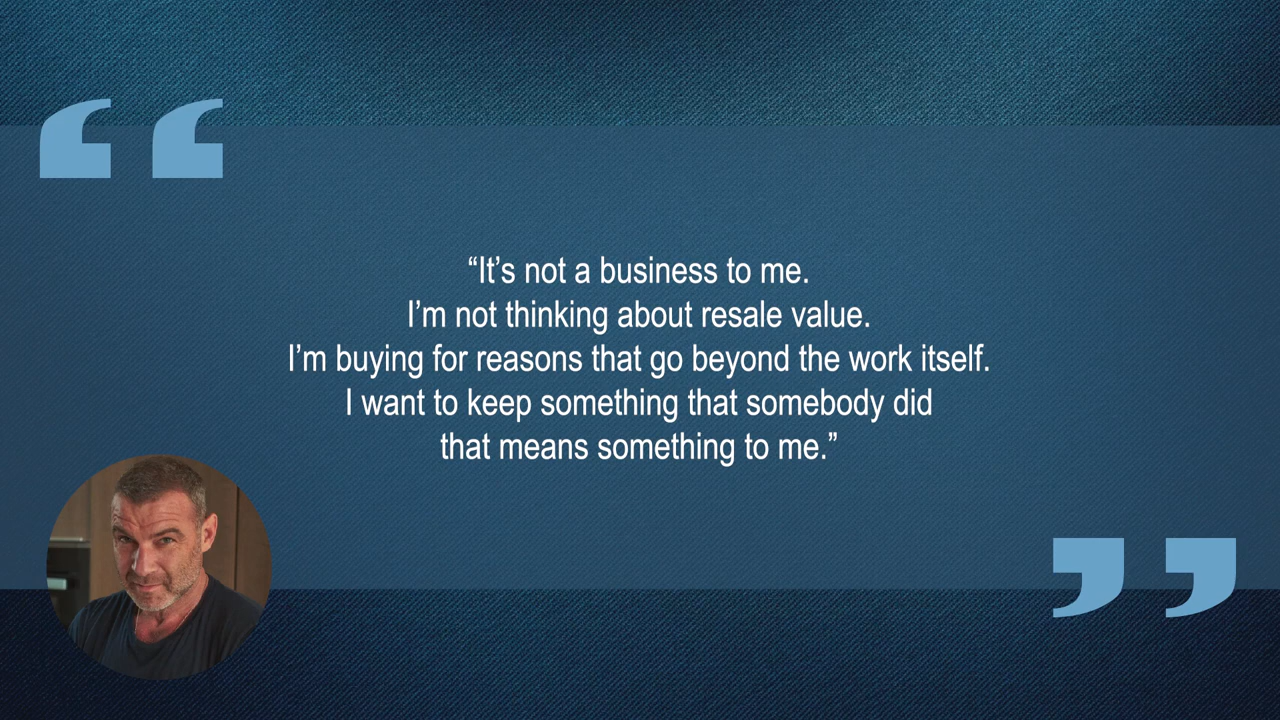 “It’s not a business to me.
I’m not thinking about resale value.
I’m buying for reasons that go beyond the work itself.
I want to keep something that somebody did
that means something to me.”